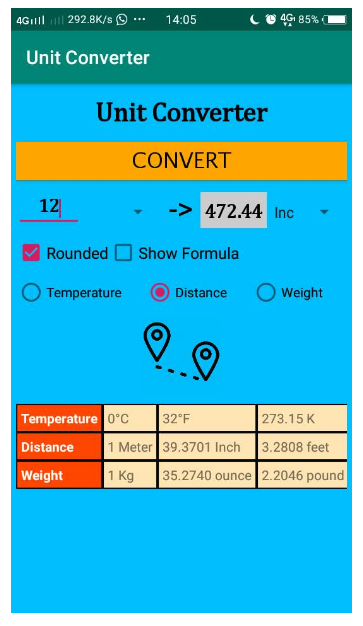 4G 292.8K/s ··· 14:05 4G 85%
Unit Converter
Unit Converter
CONVERT
12 -> 472.44 Inc
Rounded Show Formula
Temperature Distance Weight
Temperature 0°C 32°F 273.15 K
Distance 1 Meter 39.3701 Inch 3.2808 feet
Weight 1 Kg 35.2740 ounce 2.2046 pound